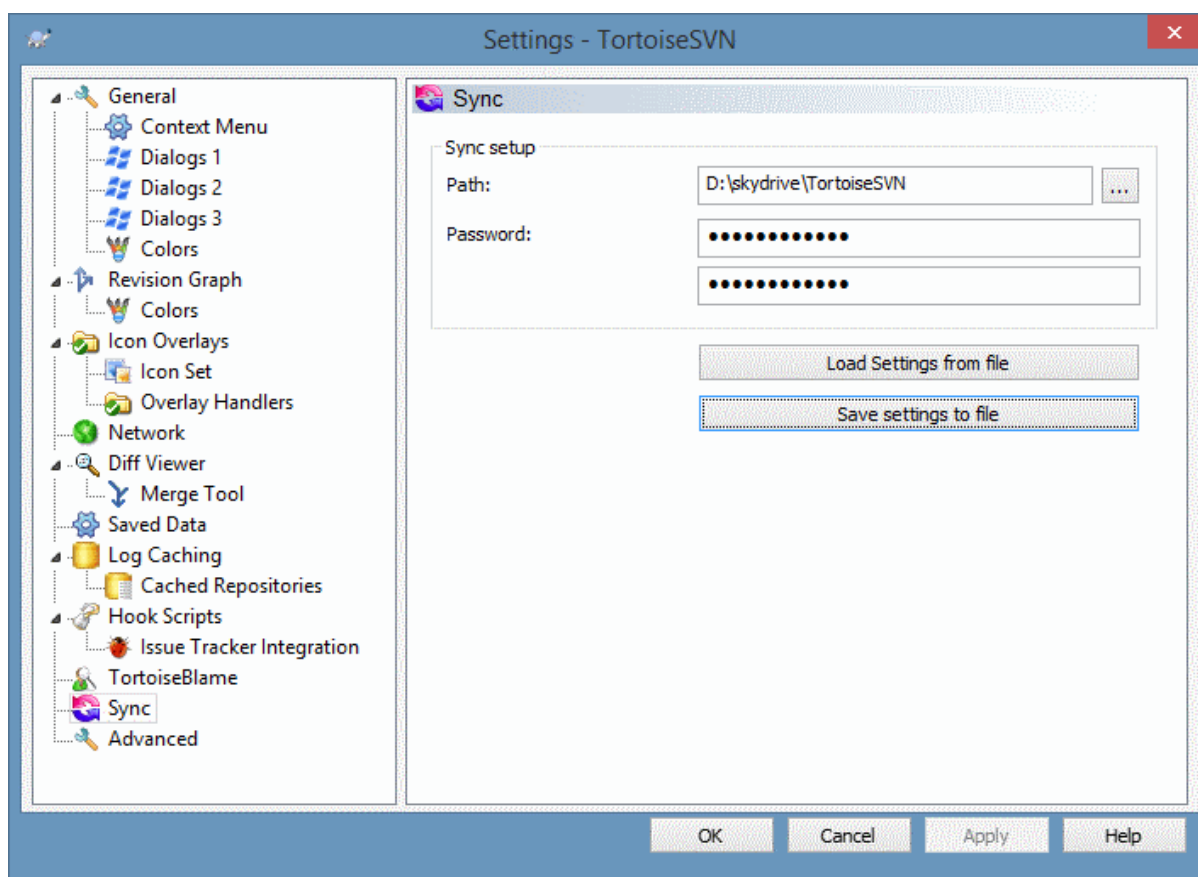 Settings - TortoiseSVN
General
Context Menu
Dialogs 1
Dialogs 2
Dialogs 3
Colors
Revision Graph
Colors
Icon Overlays
Icon Set
Overlay Handlers
Network
Diff Viewer
Merge Tool
Saved Data
Log Caching
Cached Repositories
Hook Scripts
Issue Tracker Integration
TortoiseBlame
Sync
Advanced
Sync
Sync setup
Path:
D:\skydrive\TortoiseSVN
...
Password:
●●●●●●●●●●●●
●●●●●●●●●●●●
Load Settings from file
Save settings to file
OK
Cancel
Apply
Help